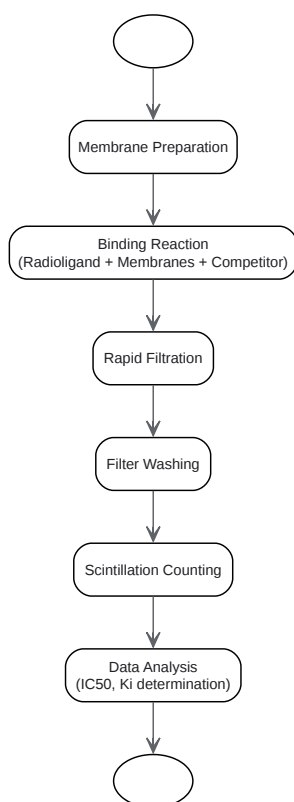 Membrane Preparation
Binding Reaction
(Radioligand + Membranes + Competitor)
Rapid Filtration
Filter Washing
Scintillation Counting
Data Analysis
(IC50, Ki determination)